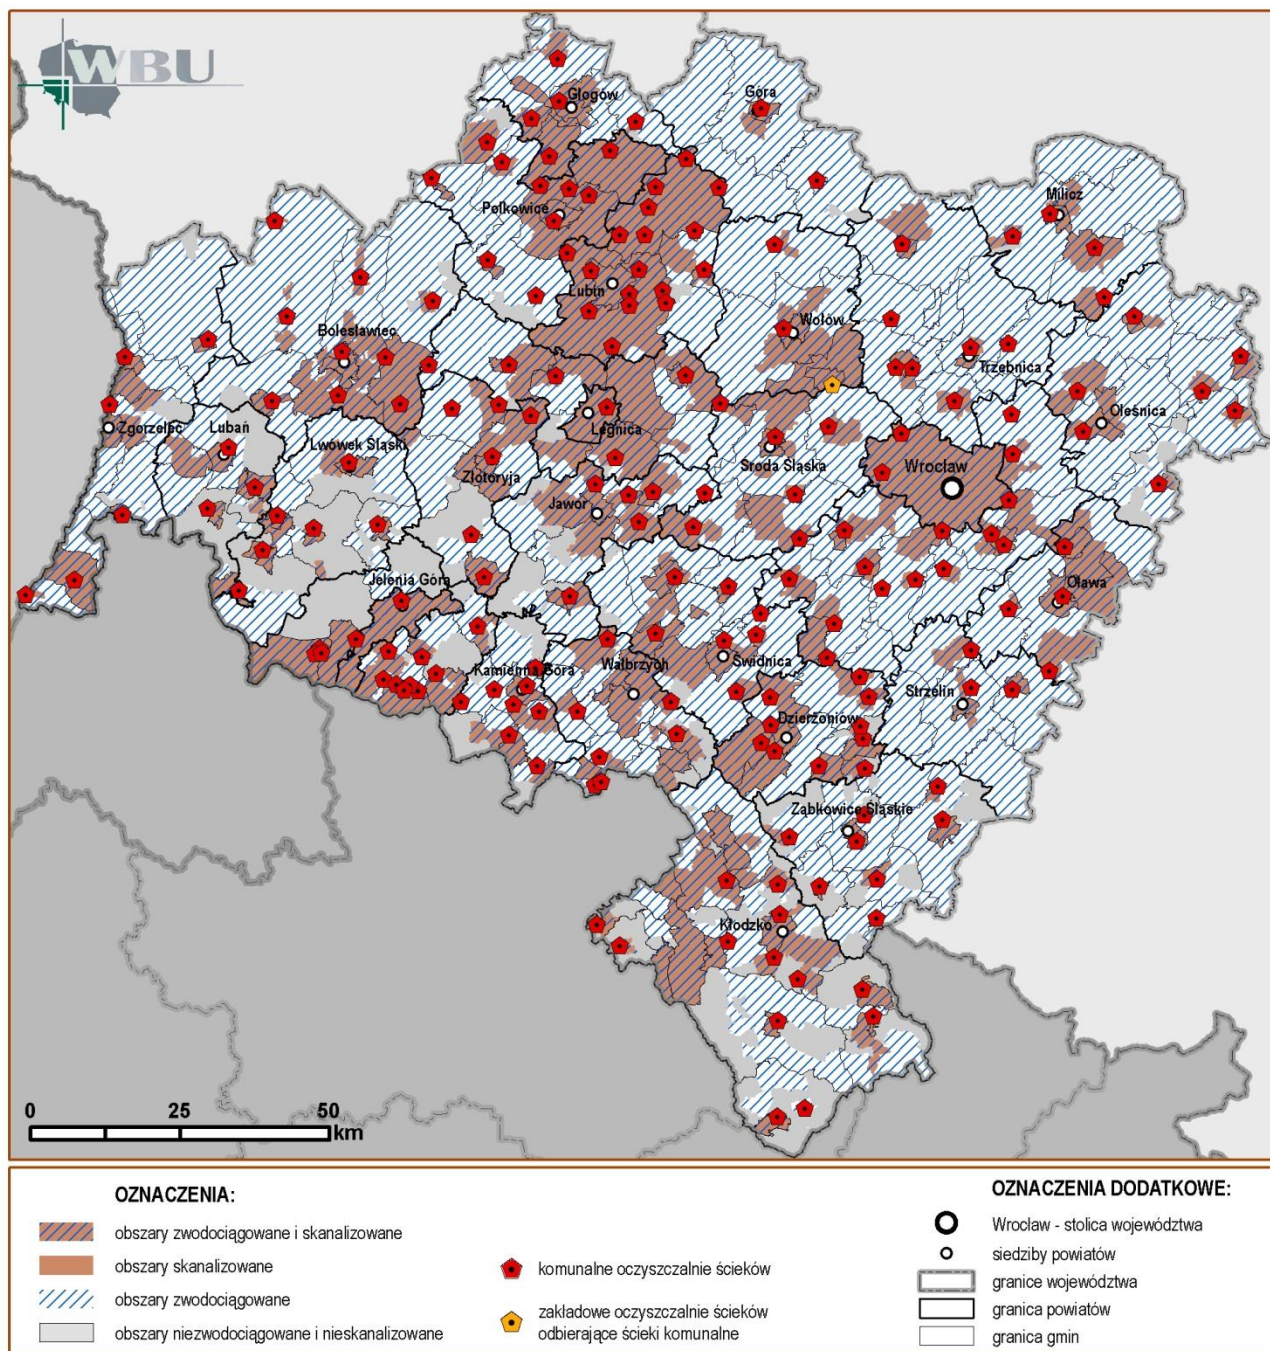 WBU
Głogów
Góra
Milicz
Polkowice
Lubin
Wołów
Bolesławiec
Trzebnica
Oleśnica
Zgorzelec
Lubań
Lwówek Śląski
Legnica
Złotoryja
Środa Śląska
Wrocław
Jawor
Jelenia Góra
Oława
Kamienna Góra
Wałbrzych
Świdnica
Strzelin
Dzierżoniów
Ząbkowice Śląskie
Kłodzko
0 25 50
km
OZNACZENIA:
obszary zwodociągowane i skanalizowane
obszary skanalizowane
obszary zwodociągowane
obszary niezwodociągowane i nieskanalizowane
komunalne oczyszczalnie ścieków
zakładowe oczyszczalnie ścieków
odbierające ścieki komunalne
OZNACZENIA DODATKOWE:
Wrocław - stolica województwa
siedziby powiatów
granice województwa
granica powiatów
granica gmin